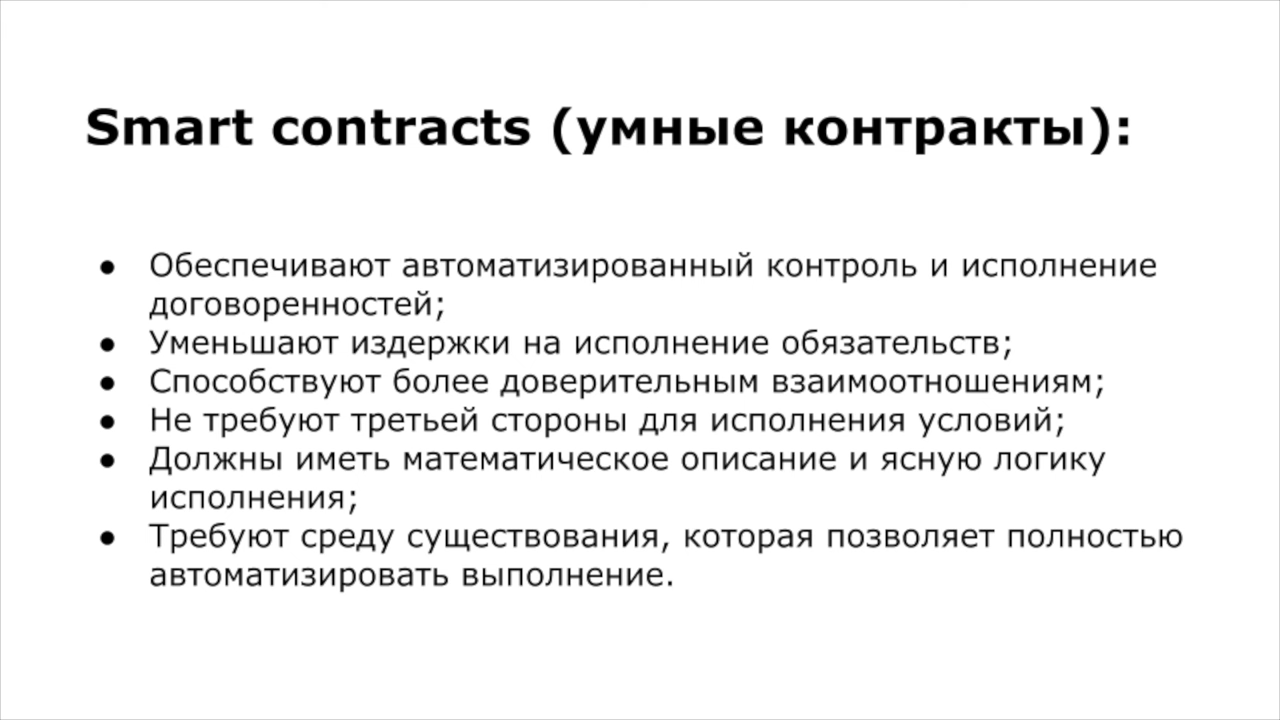 Smart contracts (умные контракты):
● Обеспечивают автоматизированный контроль и исполнение
договоренностей;
● Уменьшают издержки на исполнение обязательств;
● Способствуют более доверительным взаимоотношениям;
● Не требуют третьей стороны для исполнения условий;
● Должны иметь математическое описание и ясную логику
исполнения;
● Требуют среду существования, которая позволяет полностью
автоматизировать выполнение.